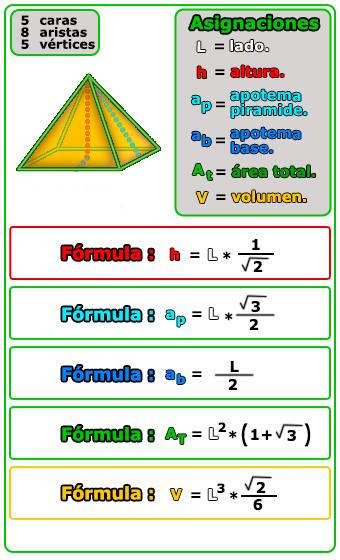 5 caras
8 aristas
5 vértices
Asignaciones
L = lado.
h = altura.
ap = apotema
piramide.
ab = apotema
base.
At = área total.
V = volumen.
Fórmula : h = L * 1/√2
Fórmula : ap = L * √3/2
Fórmula : ab = L/2
Fórmula : AT = L² * (1+√3)
Fórmula : V = L³ * √2/6